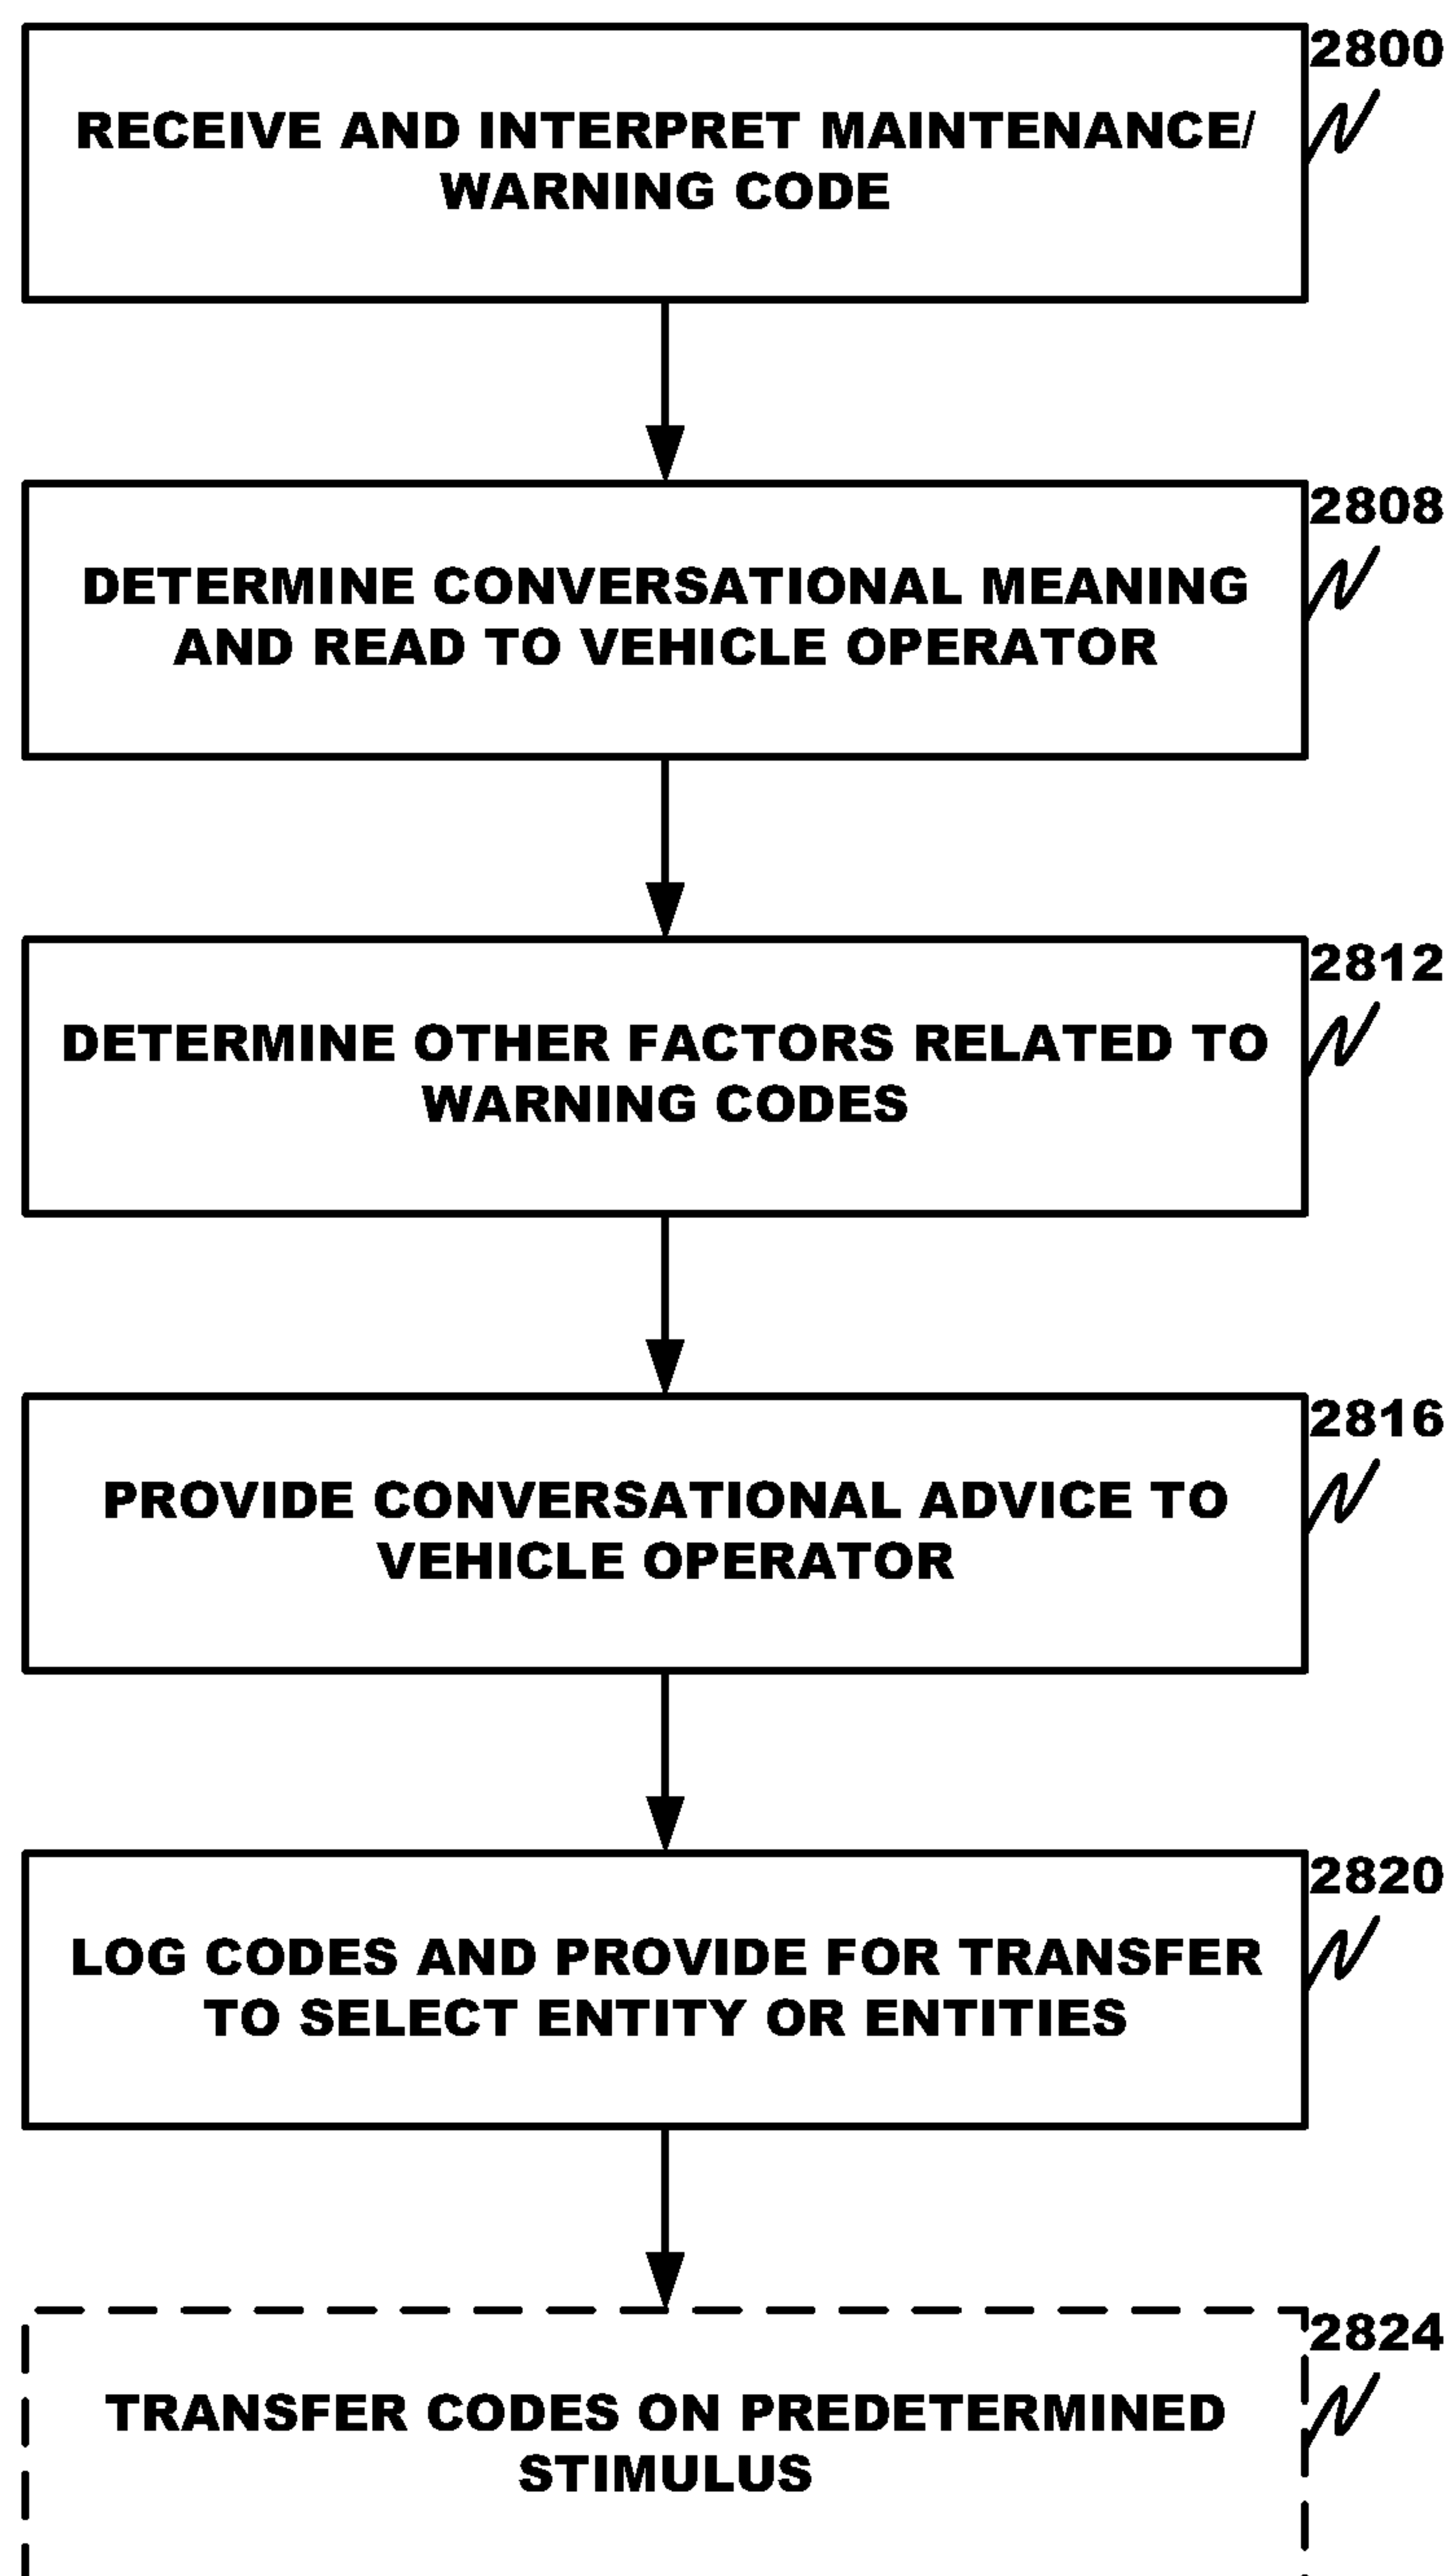 2800
RECEIVE AND INTERPRET MAINTENANCE/
WARNING CODE
2808
DETERMINE CONVERSATIONAL MEANING
AND READ TO VEHICLE OPERATOR
2812
DETERMINE OTHER FACTORS RELATED TO
WARNING CODES
2816
PROVIDE CONVERSATIONAL ADVICE TO
VEHICLE OPERATOR
2820
LOG CODES AND PROVIDE FOR TRANSFER
TO SELECT ENTITY OR ENTITIES
2824
TRANSFER CODES ON PREDETERMINED
STIMULUS